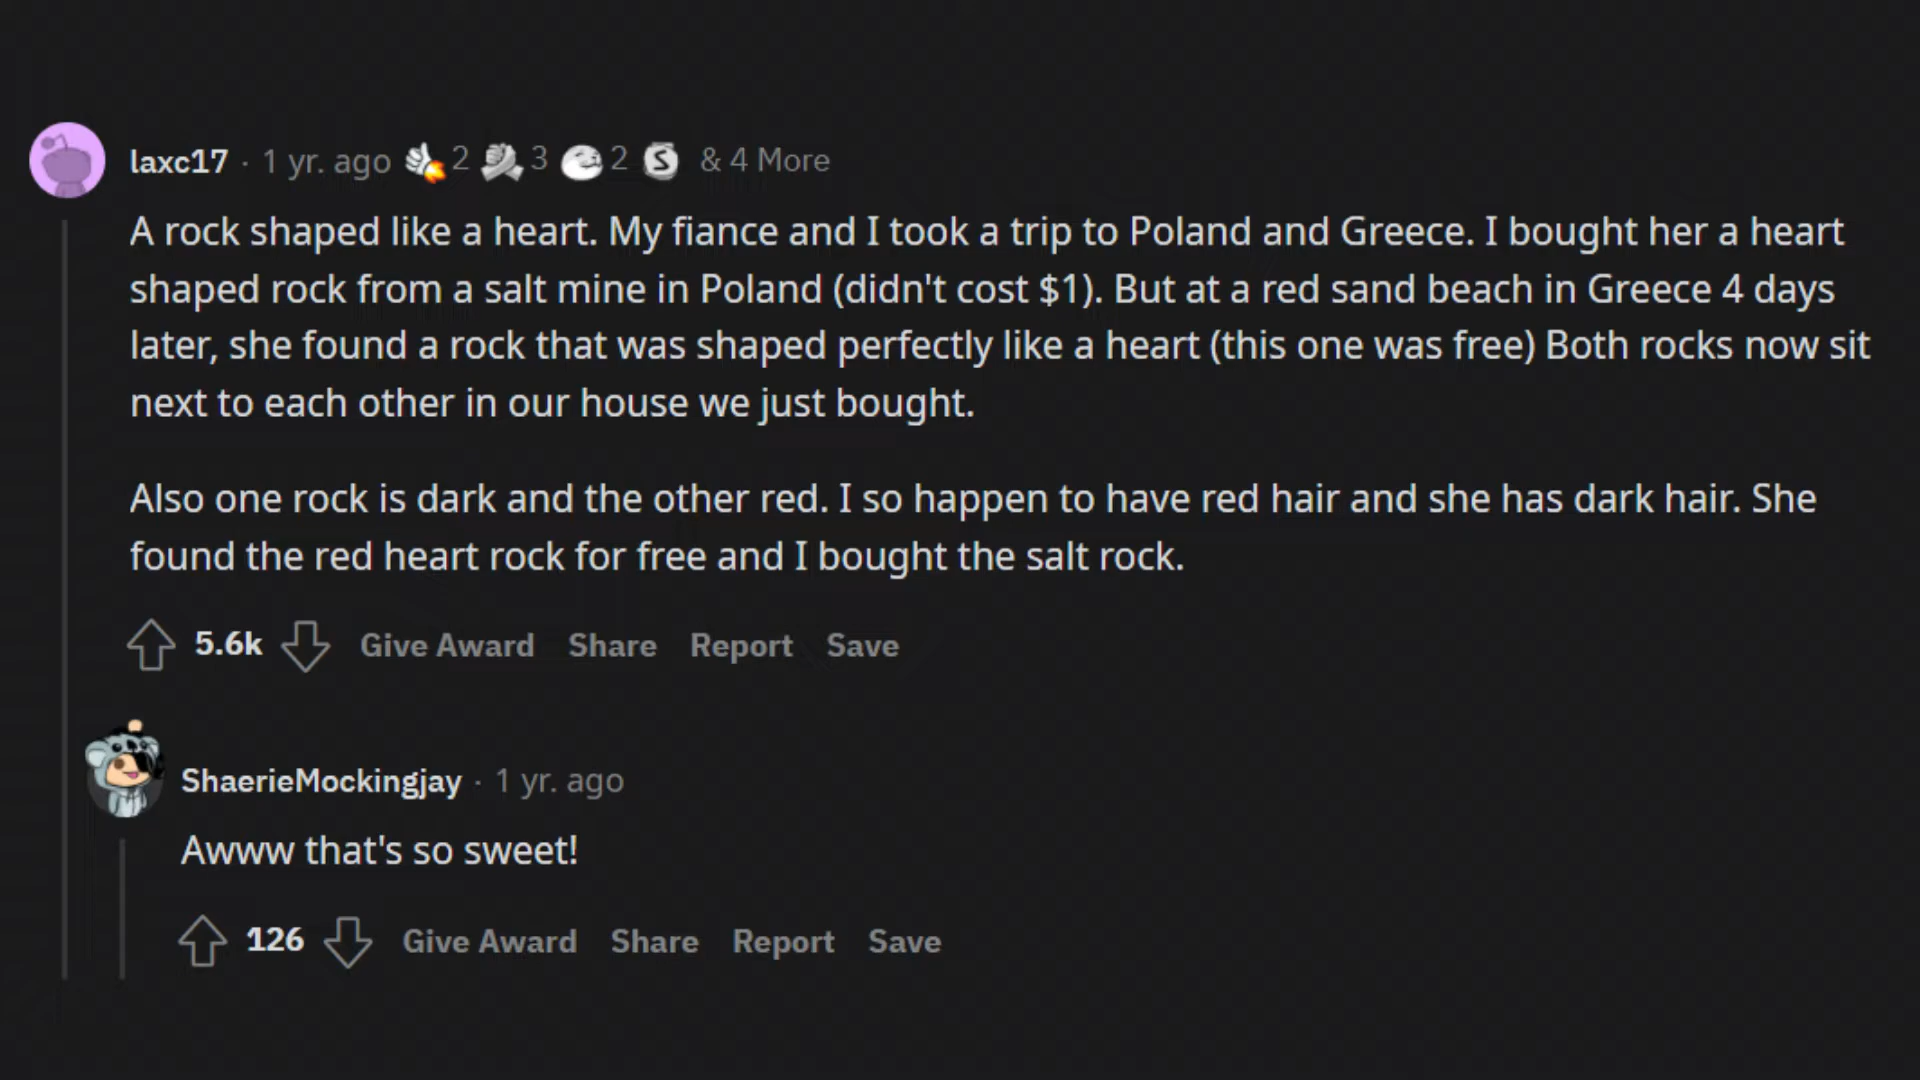 laxc17 · 1 yr. ago 2 3 2 S & 4 More
A rock shaped like a heart. My fiance and I took a trip to Poland and Greece. I bought her a heart
shaped rock from a salt mine in Poland (didn't cost $1). But at a red sand beach in Greece 4 days
later, she found a rock that was shaped perfectly like a heart (this one was free) Both rocks now sit
next to each other in our house we just bought.
Also one rock is dark and the other red. I so happen to have red hair and she has dark hair. She
found the red heart rock for free and I bought the salt rock.
5.6k Give Award Share Report Save
ShaerieMockingjay · 1 yr. ago
Awww that's so sweet!
126 Give Award Share Report Save